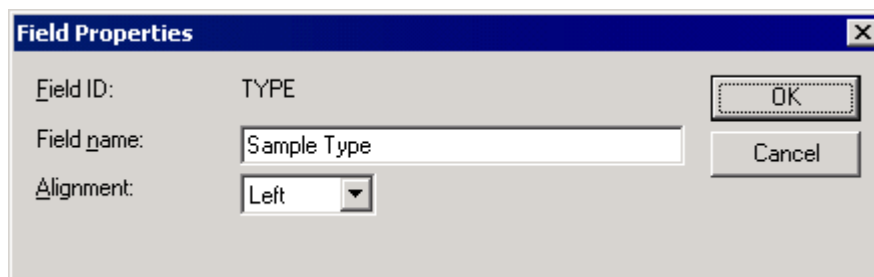 Field Properties
Field ID: TYPE
OK
Field name: Sample Type
Cancel
Alignment: Left